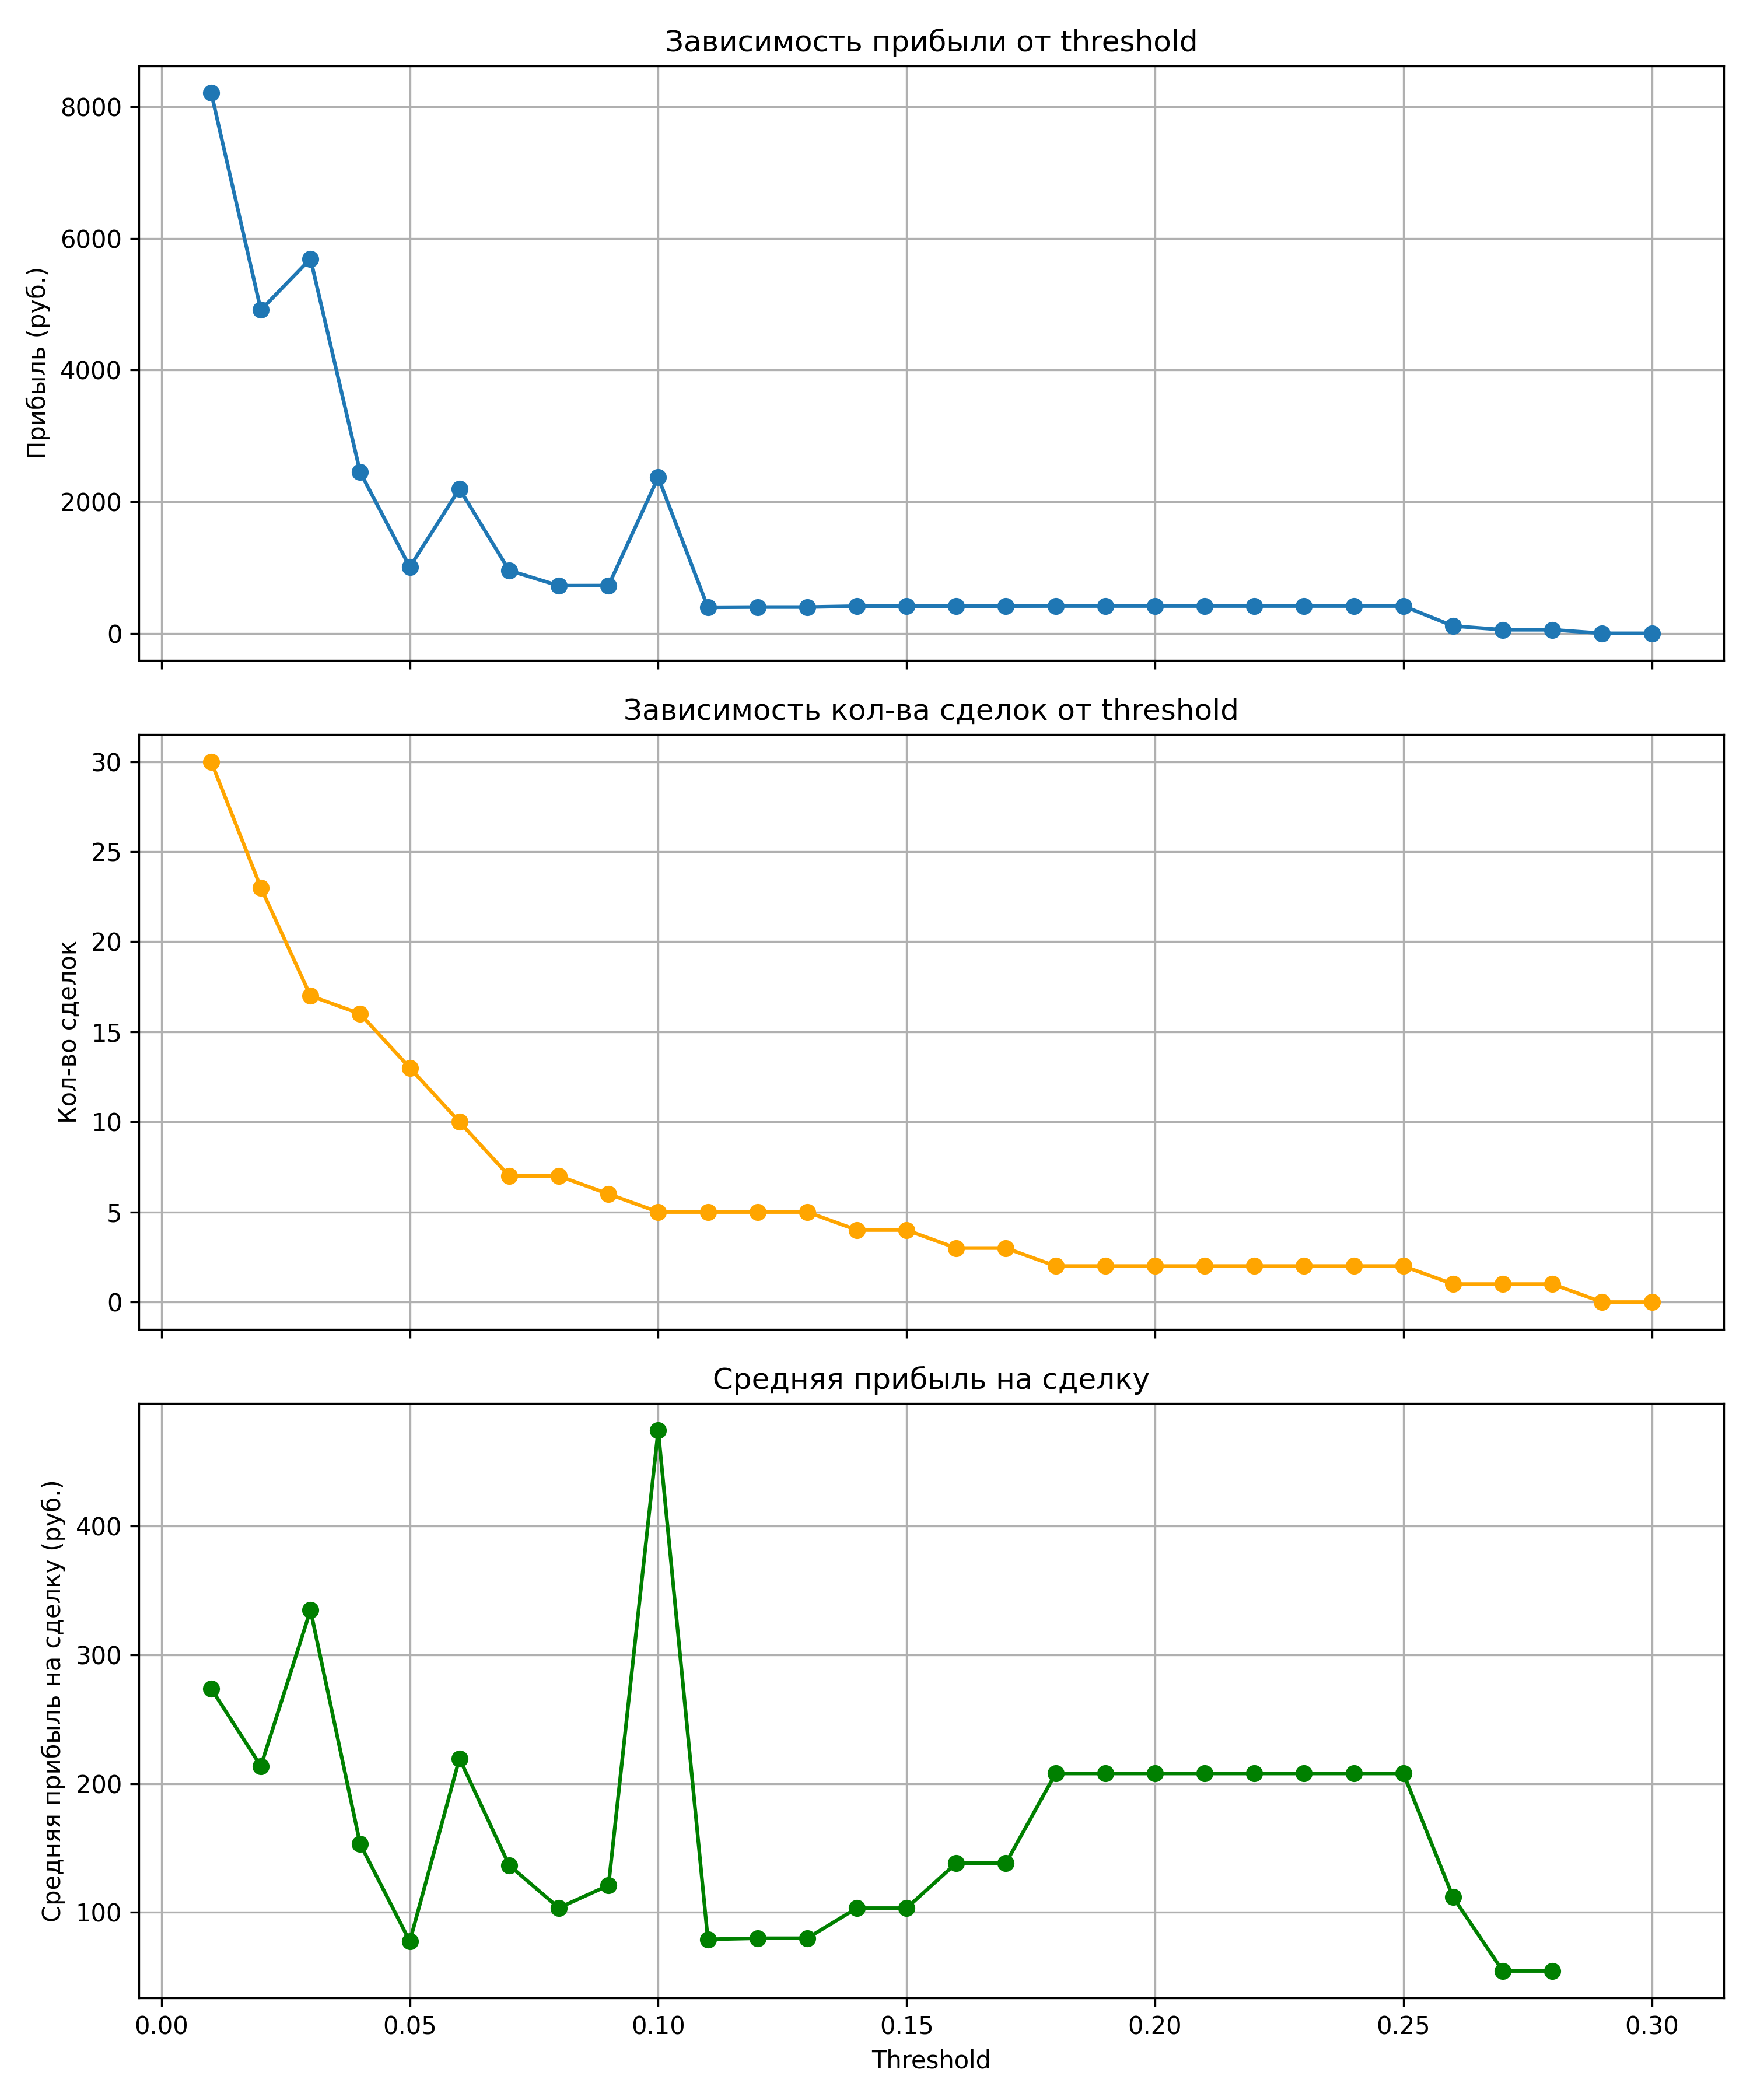 Зависимость прибыли от threshold
Прибыль (руб.)
8000
6000
4000
2000
0
Зависимость кол-ва сделок от threshold
Кол-во сделок
30
25
20
15
10
5
0
Средняя прибыль на сделку
Средняя прибыль на сделку (руб.)
400
300
200
100
0.00 0.05 0.10 0.15 0.20 0.25 0.30
Threshold